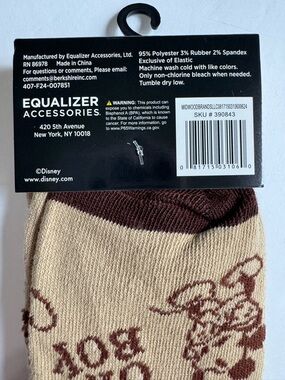 Manufactured by Equalizer Accessories, Ltd.
RN 86978 Made in China
For questions or comments, Please email:
comments@berkshireinc.com
407-F24-007851
EQUALIZER
ACCESSORIES.
420 5th Avenue
New York, NY 10018
©Disney
www.Disney.com
95% Polyester 3% Rubber 2% Spandex
Exclusive of Elastic
Machine wash cold with like colors.
Only non-chlorine bleach when needed.
Tumble dry low.
⚠ WARNING: This product can
expose you to chemicals including
Bisphenol A (BPA), which is known
to the State of California to cause
cancer. For more information, go
to www.P65Warnings.ca.gov
SKU # 390843
BOY